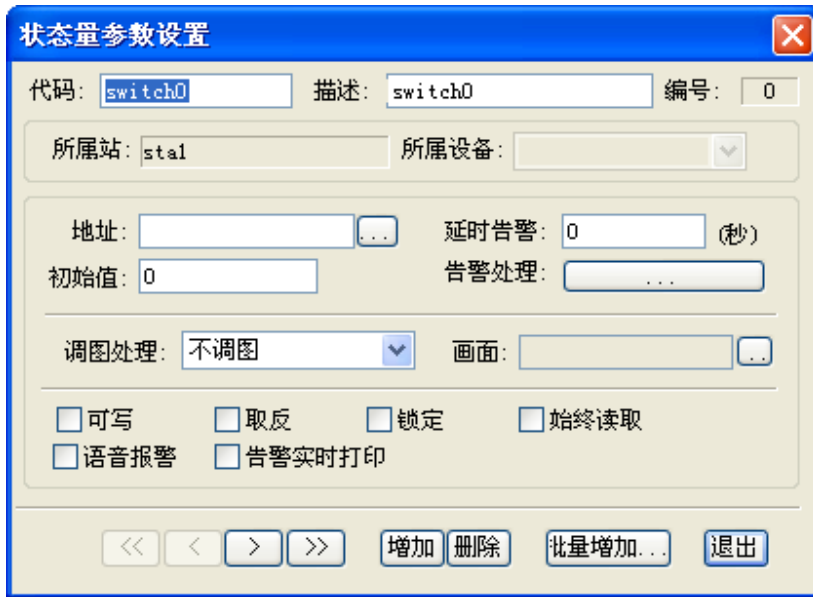 状态量参数设置
代码: switch0 描述: switch0 编号: 0
所属站: sta1 所属设备:
地址: ... 延时告警: 0 (秒)
初始值: 0 告警处理: ...
调图处理: 不调图 画面: ..
可写 取反 锁定 始终读取
语音报警 告警实时打印
<< < > >> 增加 删除 批量增加... 退出